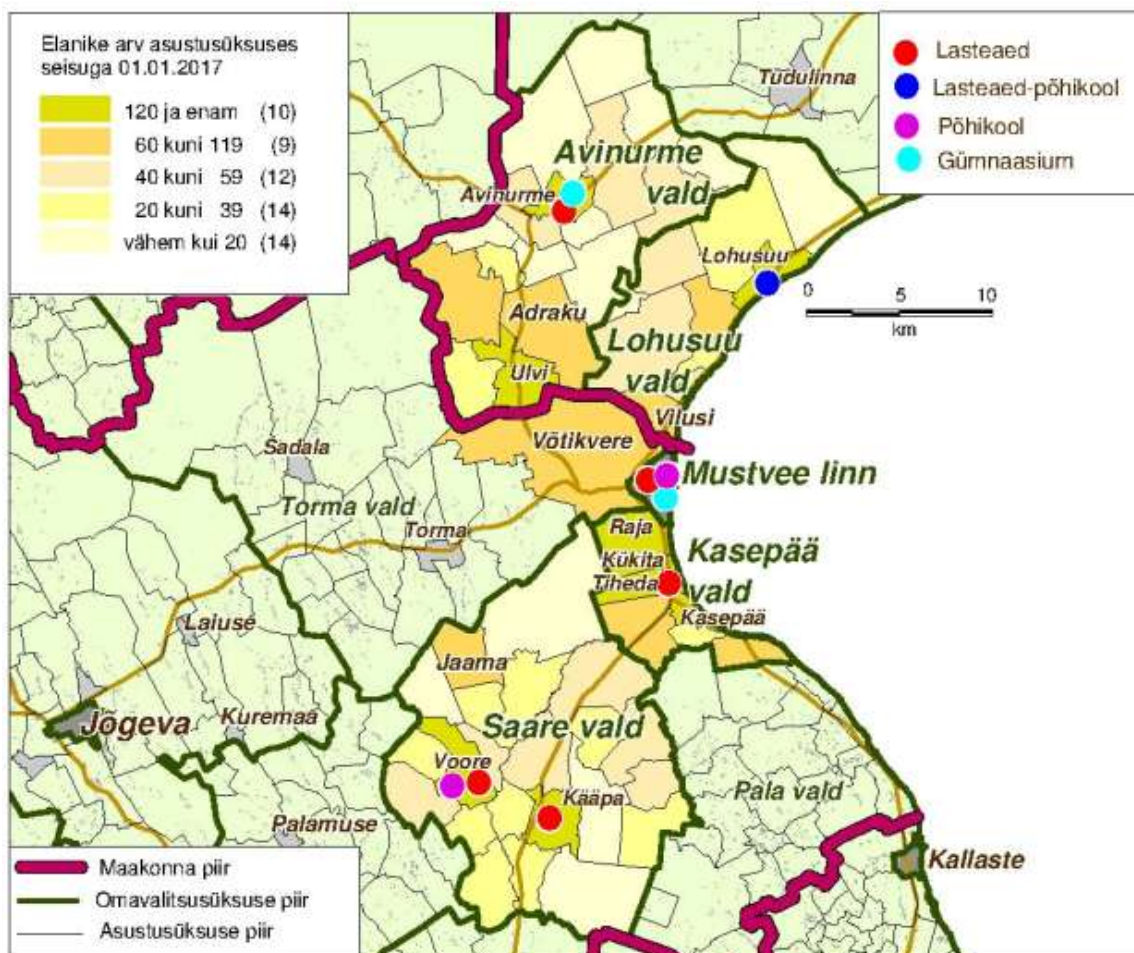 Elanike arv asustusüksuses
seisuga 01.01.2017
120 ja enam (10)
60 kuni 119 (9)
40 kuni 59 (12)
20 kuni 39 (14)
vähem kui 20 (14)
Lasteaed
Lasteaed-põhikool
Põhikool
Gümnaasium
Tudulinna
Avinurme
vald
Avinurme
Lohusuu
0 5 10
km
Adraku
Lohusuu
vald
Ulvi
Vilusi
Võtikvere
Sadala
Mustvee linn
Torma vald
Torma
Raja
Kükita
Tiheda
Kasepää
vald
Kasepää
Laiuse
Jaama
Jõgeva
Kuremaa
Saare vald
Voore
Kääpa
Pala vald
Palamuse
Kallaste
Maakonna piir
Omavalitsusüksuse piir
Asustusüksuse piir